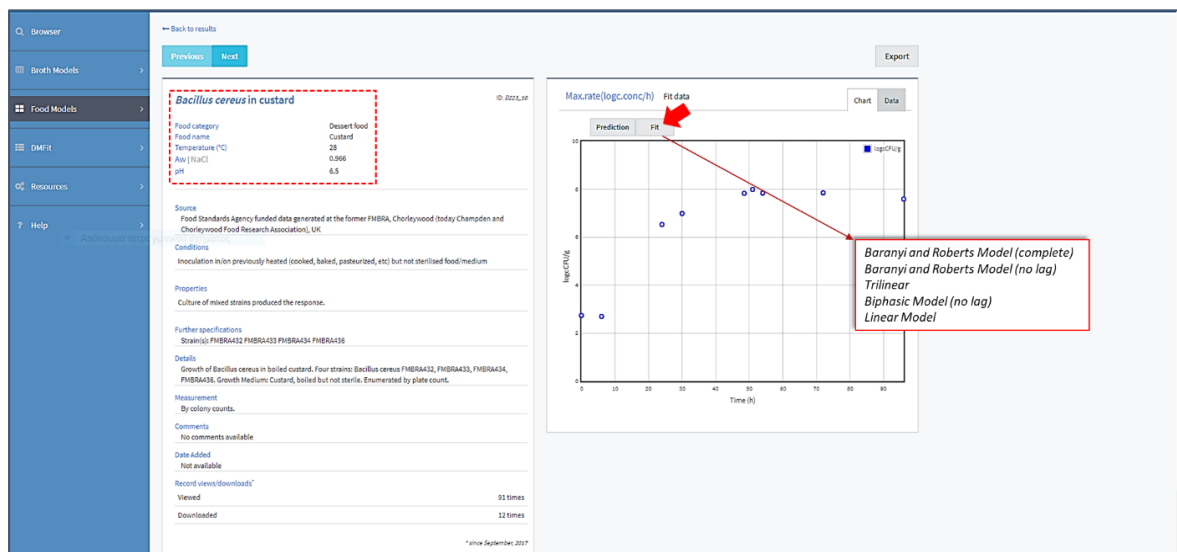 Browser
Broth Models
Food Models
DMFit
Resources
? Help
Back to results
Previous Next
Export
Bacillus cereus in custard
ID: B223_10
Food category Dessert food
Food name Custard
Temperature (°C) 28
Aw | NaCl 0.966
pH 6.5
Source
Food Standards Agency funded data generated at the former FMBRA, Chorleywood (today Champden and
Chorleywood Food Research Association), UK
Conditions
Inoculation in/on previously heated (cooked, baked, pasteurized, etc) but not sterilised food/medium
Properties
Culture of mixed strains produced the response.
Further specifications
Strain(s): FMBRA432 FMBRA433 FMBRA434 FMBRA436
Details
Growth of Bacillus cereus in boiled custard. Four strains: Bacillus cereus FMBRA432, FMBRA433, FMBRA434,
FMBRA436. Growth Medium: Custard, boiled but not sterile. Enumerated by plate count.
Measurement
By colony counts.
Comments
No comments available
Date Added
Not available
Record views/downloads*
Viewed 91 times
Downloaded 12 times
* since September, 2017
Max.rate(logc.conc/h) Fit data
Chart Data
Prediction Fit
logcCFU/g
10
8
6
4
2
0
logcCFU/g
0 10 20 30 40 50 60 70 80 90
Time (h)
Baranyi and Roberts Model (complete)
Baranyi and Roberts Model (no lag)
Trilinear
Biphasic Model (no lag)
Linear Model